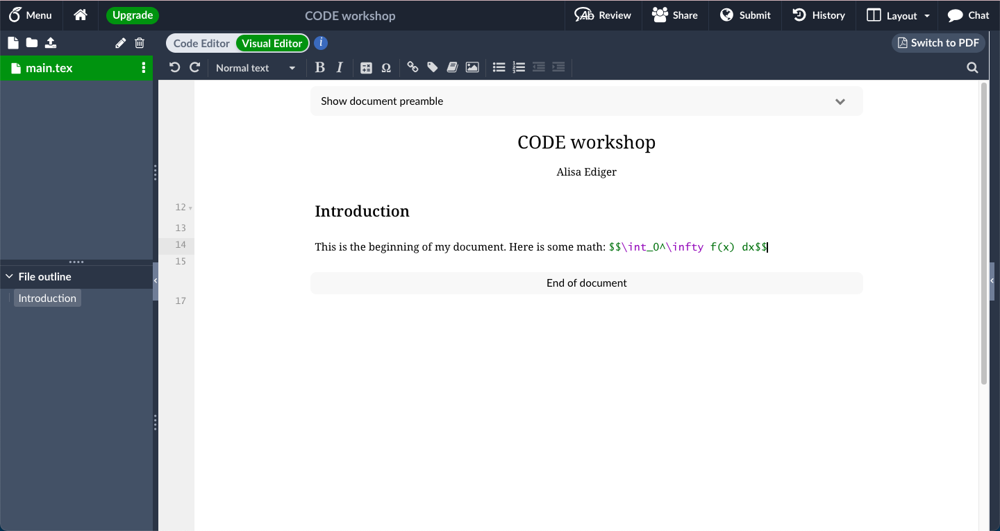 Menu Upgrade CODE workshop Review Share Submit History Layout Chat
Code Editor Visual Editor i Switch to PDF
main.tex
Normal text B I Ω
Show document preamble
CODE workshop
Alisa Ediger
12 Introduction
13
14 This is the beginning of my document. Here is some math: $$\int_0^\infty f(x) dx$$
15
End of document
17
File outline
Introduction